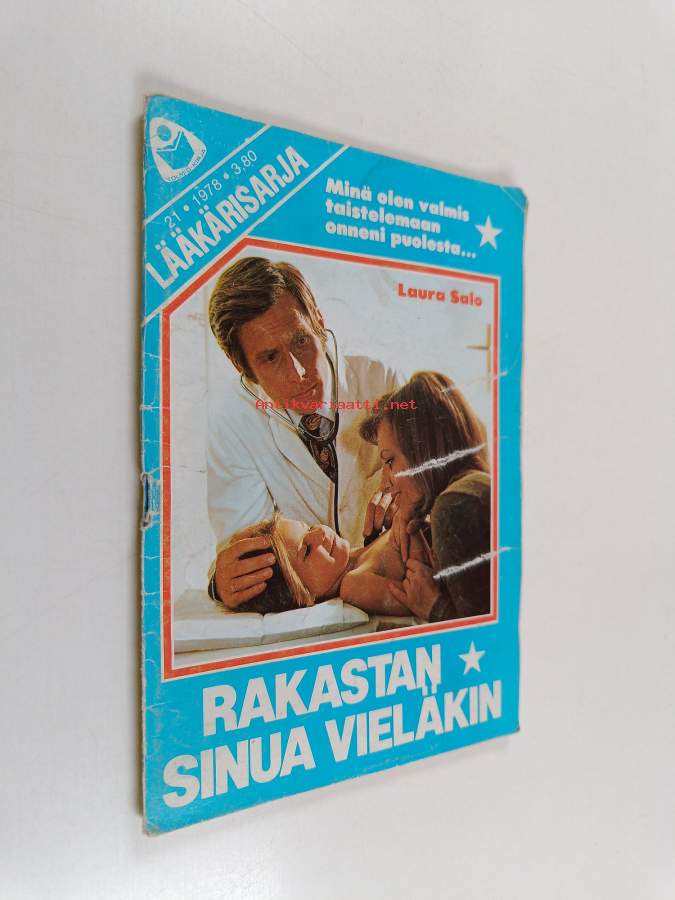 21 • 1978 • 3,80
LÄÄKÄRISARJA
Minä olen valmis
taistelemaan
onneni puolesta...
Laura Salo
Antikvariaatti.net
RAKASTAN
SINUA VIELÄKIN